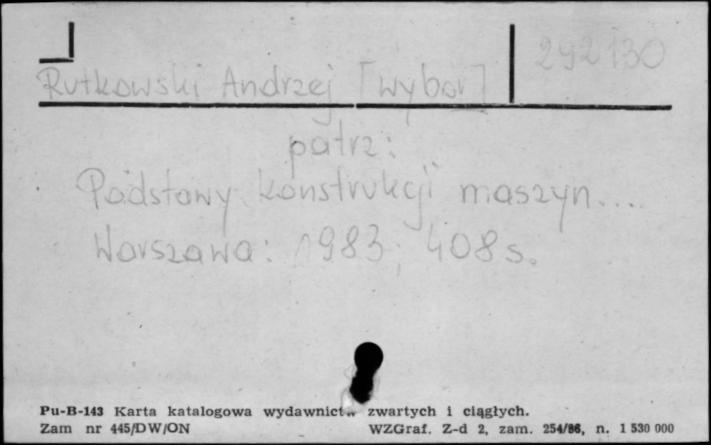 292130
Rutkowski Andrzej [wybór]
patrz:
Podstawy konstrukcji maszyn....
Warszawa: 1983; 408 s.
Pu-B-143 Karta katalogowa wydawnictw zwartych i ciągłych.
Zam nr 445/DW/ON WZGraf. Z-d 2, zam. 254/86, n. 1 530 000